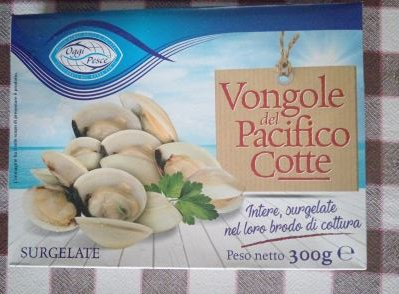 Oggi
Pesce
Vongole
del
Pacifico
Cotte
Intere, surgelate
nel loro brodo di cottura
SURGELATE
Peso netto 300g e